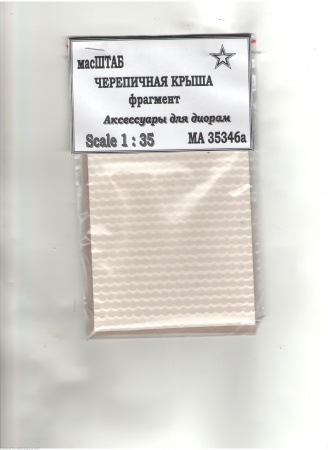 масШТАБ
ЧЕРЕПИЧНАЯ КРЫША
фрагмент
Аксессуары для диорам
Scale 1 : 35 МА 35346а